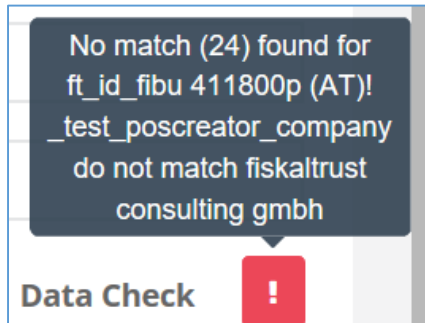 No match (24) found for
ft_id_fibu 411800p (AT)!
_test_poscreator_company
do not match fiskaltrust
consulting gmbh
Data Check !